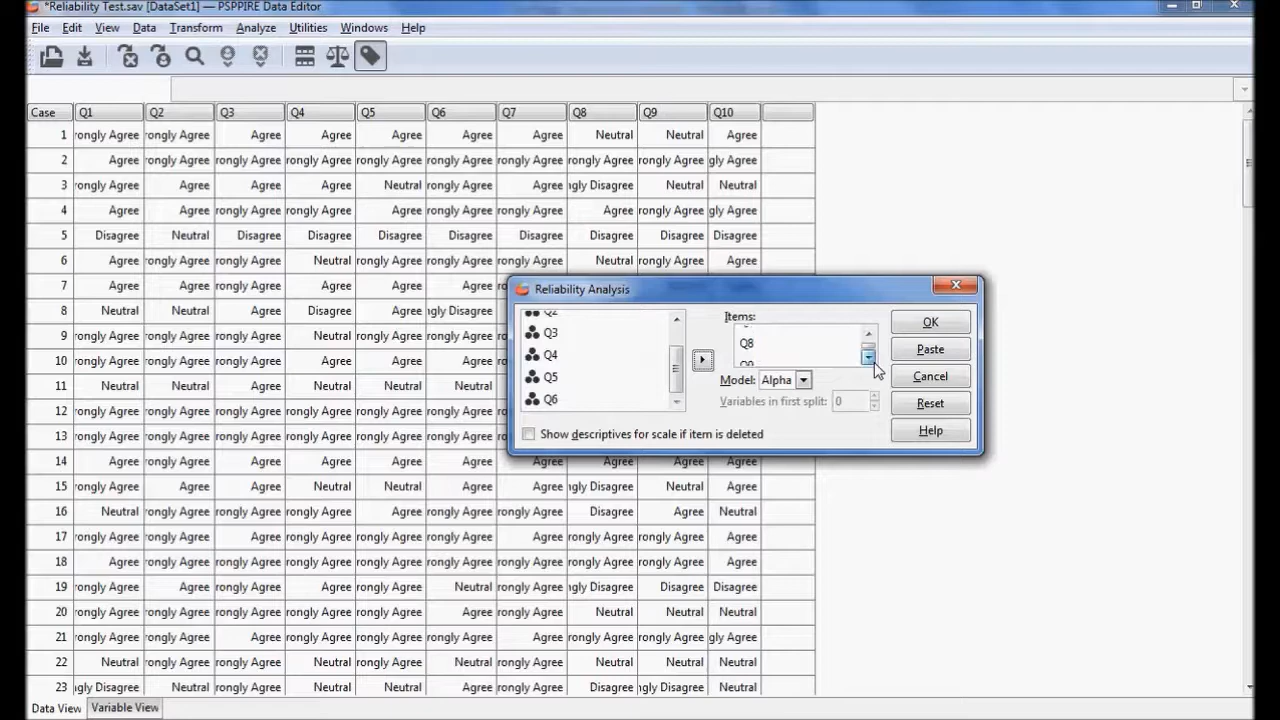 *Reliability Test.sav [DataSet1] — PSPPIRE Data Editor
File Edit View Data Transform Analyze Utilities Windows Help
Case Q1 Q2 Q3 Q4 Q5 Q6 Q7 Q8 Q9 Q10
1 rongly Agree rongly Agree Agree Agree Agree Agree Agree Neutral Neutral Agree
2 Agree rongly Agree rongly Agree rongly Agree rongly Agree rongly Agree rongly Agree rongly Agree rongly Agree gly Agree
3 rongly Agree Agree Agree Agree Neutral rongly Agree Agree ngly Disagree Neutral Neutral
4 Agree Agree rongly Agree rongly Agree Agree rongly Agree rongly Agree Agree rongly Agree gly Agree
5 Disagree Neutral Disagree Disagree Disagree Disagree Disagree Disagree Disagree Disagree
6 Agree rongly Agree rongly Agree Neutral rongly Agree rongly Agree rongly Agree Neutral rongly Agree Agree
7 Agree rongly Agree Agree Agree Agree rongly Agree
8 Neutral Neutral Agree Disagree Agree ngly Disagree
9 rongly Agree rongly Agree rongly Agree Neutral rongly Agree Neutral
10 rongly Agree Agree Agree Agree Agree rongly Agree
11 Neutral Agree Agree Neutral Neutral Neutral
12 rongly Agree rongly Agree rongly Agree rongly Agree rongly Agree rongly Agree
13 rongly Agree rongly Agree Agree rongly Agree Agree rongly Agree
Reliability Analysis
Q2
Q3
Q4
Q5
Q6
Items:
Q8
Q9
Model: Alpha
Variables in first split: 0
Show descriptives for scale if item is deleted
OK
Paste
Cancel
Reset
Help
14 Agree Agree Agree Agree Agree Agree Agree Agree Agree Agree
15 rongly Agree Agree Agree Neutral Neutral Agree Agree ngly Disagree Agree Agree
16 Neutral rongly Agree rongly Agree rongly Agree Agree rongly Agree rongly Agree Disagree Agree Neutral
17 rongly Agree rongly Agree rongly Agree Agree rongly Agree rongly Agree Agree rongly Agree rongly Agree Agree
18 Agree rongly Agree rongly Agree Agree rongly Agree rongly Agree rongly Agree rongly Agree rongly Agree Agree
19 rongly Agree rongly Agree rongly Agree rongly Agree rongly Agree Neutral rongly Agree ngly Disagree Disagree Disagree
20 rongly Agree rongly Agree rongly Agree rongly Agree rongly Agree Agree rongly Agree Neutral Neutral Neutral
21 rongly Agree rongly Agree Agree rongly Agree Agree rongly Agree Agree rongly Agree rongly Agree gly Agree
22 Neutral rongly Agree rongly Agree Neutral rongly Agree Neutral rongly Agree Neutral rongly Agree Neutral
23 ngly Disagree Neutral rongly Agree Neutral Neutral Agree rongly Agree Disagree rongly Agree Neutral
Data View Variable View